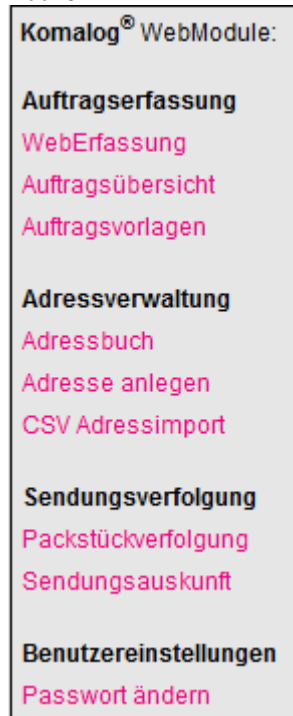 Komalog® WebModule:
Auftragserfassung
WebErfassung
Auftragsübersicht
Auftragsvorlagen
Adressverwaltung
Adressbuch
Adresse anlegen
CSV Adressimport
Sendungsverfolgung
Packstückverfolgung
Sendungsauskunft
Benutzereinstellungen
Passwort ändern